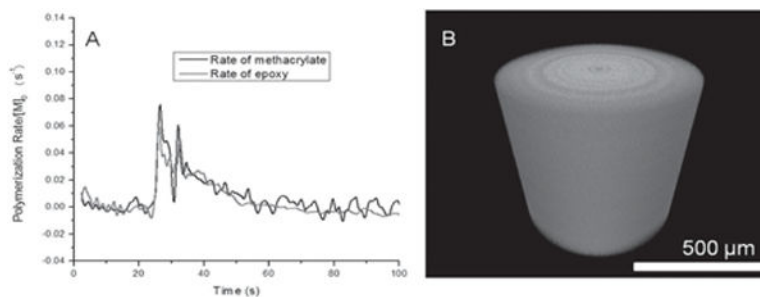 A
Rate of methacrylate
Rate of epoxy
Polymerization Rate/[M]₀ (s⁻¹)
0.14
0.12
0.10
0.08
0.06
0.04
0.02
0.00
-0.02
-0.04
0
20
40
60
80
100
Time (s)
B
500 µm